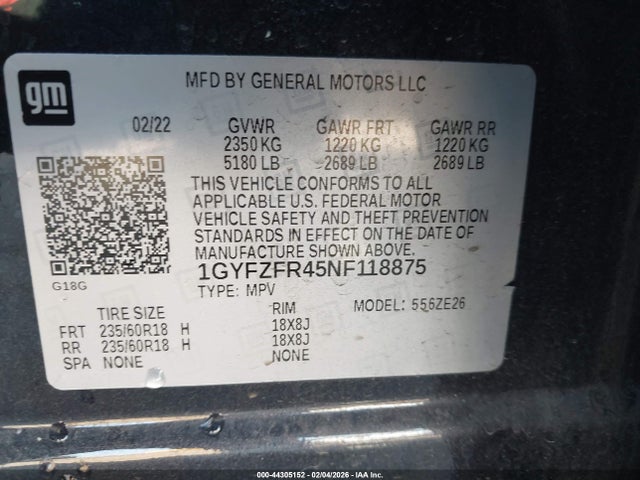 gm
MFD BY GENERAL MOTORS LLC
02/22 GVWR GAWR FRT GAWR RR
2350 KG 1220 KG 1220 KG
5180 LB 2689 LB 2689 LB
THIS VEHICLE CONFORMS TO ALL
APPLICABLE U.S. FEDERAL MOTOR
VEHICLE SAFETY AND THEFT PREVENTION
STANDARDS IN EFFECT ON THE DATE OF
MANUFACTURE SHOWN ABOVE.
G18G
1GYFZFR45NF118875
TYPE: MPV MODEL: 556ZE26
TIRE SIZE RIM
FRT 235/60R18 H 18X8J
RR 235/60R18 H 18X8J
SPA NONE NONE
000-44305152 - 02/04/2026 - IAA Inc.